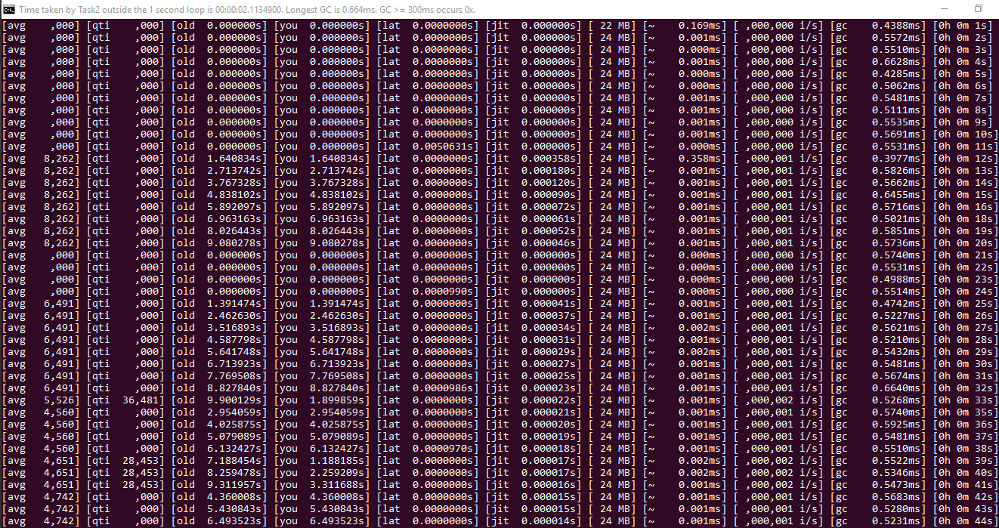 Time taken by Task2 outside the 1 second loop is 00:00:02.1134900. Longest GC is 0.664ms. GC >= 300ms occurs 0x.
[avg    ,000] [qti    ,000] [old  0.000000s] [you  0.000000s] [lat  0.0000000s] [jit  0.000000s] [ 22 MB] [~    0.169ms] [ ,000,000 i/s] [gc    0.4388ms] [0h 0m 1s]
[avg    ,000] [qti    ,000] [old  0.000000s] [you  0.000000s] [lat  0.0000000s] [jit  0.000000s] [ 24 MB] [~    0.001ms] [ ,000,000 i/s] [gc    0.5572ms] [0h 0m 2s]
[avg    ,000] [qti    ,000] [old  0.000000s] [you  0.000000s] [lat  0.0000000s] [jit  0.000000s] [ 24 MB] [~    0.000ms] [ ,000,000 i/s] [gc    0.5510ms] [0h 0m 3s]
[avg    ,000] [qti    ,000] [old  0.000000s] [you  0.000000s] [lat  0.0000000s] [jit  0.000000s] [ 24 MB] [~    0.001ms] [ ,000,000 i/s] [gc    0.6628ms] [0h 0m 4s]
[avg    ,000] [qti    ,000] [old  0.000000s] [you  0.000000s] [lat  0.0000000s] [jit  0.000000s] [ 24 MB] [~    0.000ms] [ ,000,000 i/s] [gc    0.4285ms] [0h 0m 5s]
[avg    ,000] [qti    ,000] [old  0.000000s] [you  0.000000s] [lat  0.0000000s] [jit  0.000000s] [ 24 MB] [~    0.000ms] [ ,000,000 i/s] [gc    0.5062ms] [0h 0m 6s]
[avg    ,000] [qti    ,000] [old  0.000000s] [you  0.000000s] [lat  0.0000000s] [jit  0.000000s] [ 24 MB] [~    0.001ms] [ ,000,000 i/s] [gc    0.5481ms] [0h 0m 7s]
[avg    ,000] [qti    ,000] [old  0.000000s] [you  0.000000s] [lat  0.0000000s] [jit  0.000000s] [ 24 MB] [~    0.001ms] [ ,000,000 i/s] [gc    0.5111ms] [0h 0m 8s]
[avg    ,000] [qti    ,000] [old  0.000000s] [you  0.000000s] [lat  0.0000000s] [jit  0.000000s] [ 24 MB] [~    0.001ms] [ ,000,000 i/s] [gc    0.5535ms] [0h 0m 9s]
[avg    ,000] [qti    ,000] [old  0.000000s] [you  0.000000s] [lat  0.0000000s] [jit  0.000000s] [ 24 MB] [~    0.001ms] [ ,000,000 i/s] [gc    0.5691ms] [0h 0m 10s]
[avg    ,000] [qti    ,000] [old  0.000000s] [you  0.000000s] [lat  0.0050631s] [jit  0.000000s] [ 24 MB] [~    0.000ms] [ ,000,000 i/s] [gc    0.5531ms] [0h 0m 11s]
[avg   8,262] [qti    ,000] [old  1.640834s] [you  1.640834s] [lat  0.0000000s] [jit  0.000358s] [ 24 MB] [~    0.358ms] [ ,000,001 i/s] [gc    0.3977ms] [0h 0m 12s]
[avg   8,262] [qti    ,000] [old  2.713742s] [you  2.713742s] [lat  0.0000000s] [jit  0.000180s] [ 24 MB] [~    0.001ms] [ ,000,001 i/s] [gc    0.5826ms] [0h 0m 13s]
[avg   8,262] [qti    ,000] [old  3.767328s] [you  3.767328s] [lat  0.0000000s] [jit  0.000120s] [ 24 MB] [~    0.001ms] [ ,000,001 i/s] [gc    0.5662ms] [0h 0m 14s]
[avg   8,262] [qti    ,000] [old  4.838102s] [you  4.838102s] [lat  0.0000000s] [jit  0.000090s] [ 24 MB] [~    0.001ms] [ ,000,001 i/s] [gc    0.6455ms] [0h 0m 15s]
[avg   8,262] [qti    ,000] [old  5.892097s] [you  5.892097s] [lat  0.0000000s] [jit  0.000072s] [ 24 MB] [~    0.001ms] [ ,000,001 i/s] [gc    0.5716ms] [0h 0m 16s]
[avg   8,262] [qti    ,000] [old  6.963163s] [you  6.963163s] [lat  0.0000000s] [jit  0.000061s] [ 24 MB] [~    0.001ms] [ ,000,001 i/s] [gc    0.5021ms] [0h 0m 18s]
[avg   8,262] [qti    ,000] [old  8.026443s] [you  8.026443s] [lat  0.0000000s] [jit  0.000052s] [ 24 MB] [~    0.001ms] [ ,000,001 i/s] [gc    0.5851ms] [0h 0m 19s]
[avg   8,262] [qti    ,000] [old  9.080278s] [you  9.080278s] [lat  0.0000000s] [jit  0.000046s] [ 24 MB] [~    0.001ms] [ ,000,001 i/s] [gc    0.5736ms] [0h 0m 20s]
[avg    ,000] [qti    ,000] [old  0.000000s] [you  0.000000s] [lat  0.0000000s] [jit  0.000000s] [ 24 MB] [~    0.000ms] [ ,000,000 i/s] [gc    0.5740ms] [0h 0m 21s]
[avg    ,000] [qti    ,000] [old  0.000000s] [you  0.000000s] [lat  0.0000000s] [jit  0.000000s] [ 24 MB] [~    0.000ms] [ ,000,000 i/s] [gc    0.5531ms] [0h 0m 22s]
[avg    ,000] [qti    ,000] [old  0.000000s] [you  0.000000s] [lat  0.0000000s] [jit  0.000000s] [ 24 MB] [~    0.000ms] [ ,000,000 i/s] [gc    0.4988ms] [0h 0m 23s]
[avg    ,000] [qti    ,000] [old  0.000000s] [you  0.000000s] [lat  0.0000990s] [jit  0.000000s] [ 24 MB] [~    0.000ms] [ ,000,000 i/s] [gc    0.5514ms] [0h 0m 24s]
[avg   6,491] [qti    ,000] [old  1.391474s] [you  1.391474s] [lat  0.0000000s] [jit  0.000041s] [ 24 MB] [~    0.001ms] [ ,000,001 i/s] [gc    0.4742ms] [0h 0m 25s]
[avg   6,491] [qti    ,000] [old  2.462630s] [you  2.462630s] [lat  0.0000000s] [jit  0.000037s] [ 24 MB] [~    0.001ms] [ ,000,001 i/s] [gc    0.5227ms] [0h 0m 26s]
[avg   6,491] [qti    ,000] [old  3.516893s] [you  3.516893s] [lat  0.0000000s] [jit  0.000034s] [ 24 MB] [~    0.002ms] [ ,000,001 i/s] [gc    0.5621ms] [0h 0m 27s]
[avg   6,491] [qti    ,000] [old  4.587798s] [you  4.587798s] [lat  0.0000000s] [jit  0.000031s] [ 24 MB] [~    0.001ms] [ ,000,001 i/s] [gc    0.5210ms] [0h 0m 28s]
[avg   6,491] [qti    ,000] [old  5.641748s] [you  5.641748s] [lat  0.0000000s] [jit  0.000029s] [ 24 MB] [~    0.002ms] [ ,000,001 i/s] [gc    0.5432ms] [0h 0m 29s]
[avg   6,491] [qti    ,000] [old  6.713923s] [you  6.713923s] [lat  0.0000000s] [jit  0.000027s] [ 24 MB] [~    0.001ms] [ ,000,001 i/s] [gc    0.5481ms] [0h 0m 30s]
[avg   6,491] [qti    ,000] [old  7.769508s] [you  7.769508s] [lat  0.0000000s] [jit  0.000025s] [ 24 MB] [~    0.001ms] [ ,000,001 i/s] [gc    0.5674ms] [0h 0m 31s]
[avg   6,491] [qti    ,000] [old  8.827840s] [you  8.827840s] [lat  0.0000986s] [jit  0.000023s] [ 24 MB] [~    0.001ms] [ ,000,001 i/s] [gc    0.6640ms] [0h 0m 32s]
[avg   5,526] [qti  36,481] [old  9.900129s] [you  1.899859s] [lat  0.0000000s] [jit  0.000022s] [ 24 MB] [~    0.001ms] [ ,000,002 i/s] [gc    0.5268ms] [0h 0m 33s]
[avg   4,560] [qti    ,000] [old  2.954059s] [you  2.954059s] [lat  0.0000000s] [jit  0.000021s] [ 24 MB] [~    0.001ms] [ ,000,001 i/s] [gc    0.5740ms] [0h 0m 35s]
[avg   4,560] [qti    ,000] [old  4.025875s] [you  4.025875s] [lat  0.0000000s] [jit  0.000020s] [ 24 MB] [~    0.001ms] [ ,000,001 i/s] [gc    0.5925ms] [0h 0m 36s]
[avg   4,560] [qti    ,000] [old  5.079089s] [you  5.079089s] [lat  0.0000000s] [jit  0.000019s] [ 24 MB] [~    0.001ms] [ ,000,001 i/s] [gc    0.5481ms] [0h 0m 37s]
[avg   4,560] [qti    ,000] [old  6.132427s] [you  6.132427s] [lat  0.0000970s] [jit  0.000018s] [ 24 MB] [~    0.001ms] [ ,000,001 i/s] [gc    0.5510ms] [0h 0m 38s]
[avg   4,651] [qti  28,453] [old  7.188454s] [you  1.188185s] [lat  0.0000000s] [jit  0.000017s] [ 24 MB] [~    0.002ms] [ ,000,002 i/s] [gc    0.5522ms] [0h 0m 39s]
[avg   4,651] [qti  28,453] [old  8.259478s] [you  2.259209s] [lat  0.0000000s] [jit  0.000017s] [ 24 MB] [~    0.002ms] [ ,000,002 i/s] [gc    0.5346ms] [0h 0m 40s]
[avg   4,651] [qti  28,453] [old  9.311957s] [you  3.311688s] [lat  0.0000000s] [jit  0.000016s] [ 24 MB] [~    0.001ms] [ ,000,002 i/s] [gc    0.5473ms] [0h 0m 41s]
[avg   4,742] [qti    ,000] [old  4.360008s] [you  4.360008s] [lat  0.0000000s] [jit  0.000015s] [ 24 MB] [~    0.001ms] [ ,000,001 i/s] [gc    0.5683ms] [0h 0m 42s]
[avg   4,742] [qti    ,000] [old  5.430843s] [you  5.430843s] [lat  0.0000000s] [jit  0.000015s] [ 24 MB] [~    0.001ms] [ ,000,001 i/s] [gc    0.5280ms] [0h 0m 43s]
[avg   4,742] [qti    ,000] [old  6.493523s] [you  6.493523s] [lat  0.0000000s] [jit  0.000014s] [ 24 MB] [~    0.001ms] [ ,000,001 i/s] [gc    0.5231ms] [0h 0m 44s]